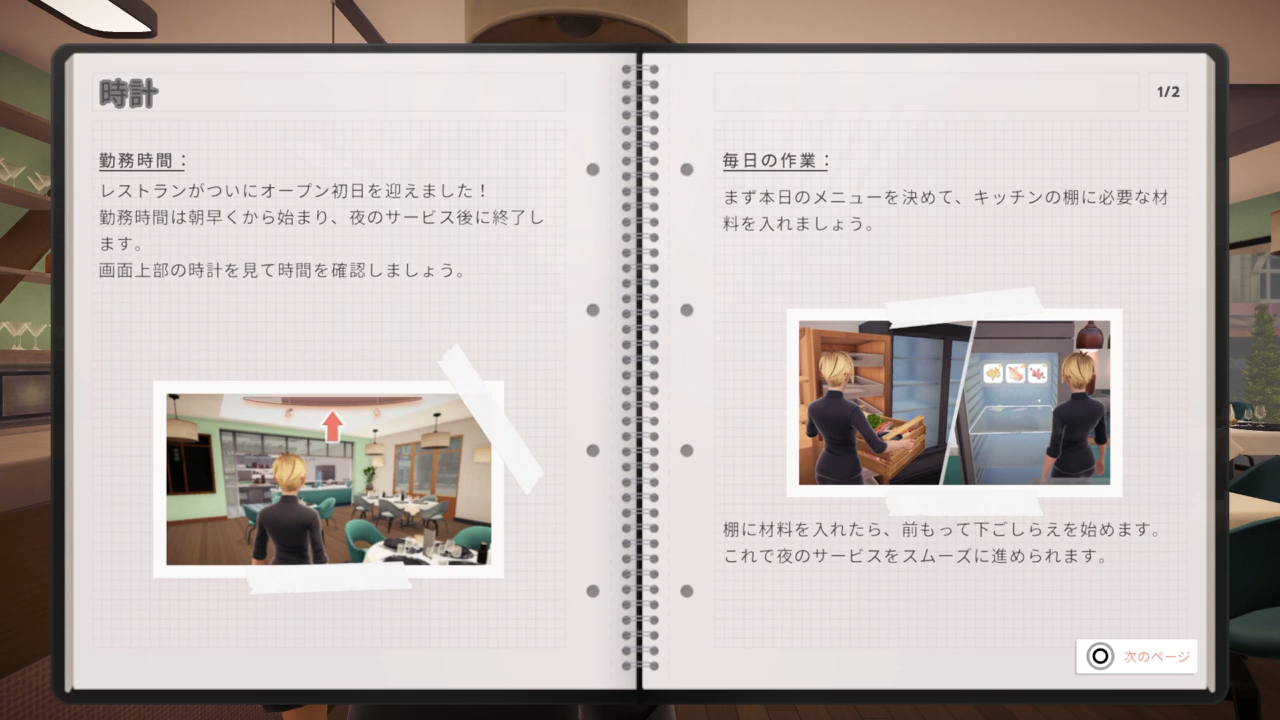 時計
勤務時間：
レストランがついにオープン初日を迎えました！
勤務時間は朝早くから始まり、夜のサービス後に終了し
ます。
画面上部の時計を見て時間を確認しましょう。
1/2
毎日の作業：
まず本日のメニューを決めて、キッチンの棚に必要な材
料を入れましょう。
棚に材料を入れたら、前もって下ごしらえを始めます。
これで夜のサービスをスムーズに進められます。
次のページ